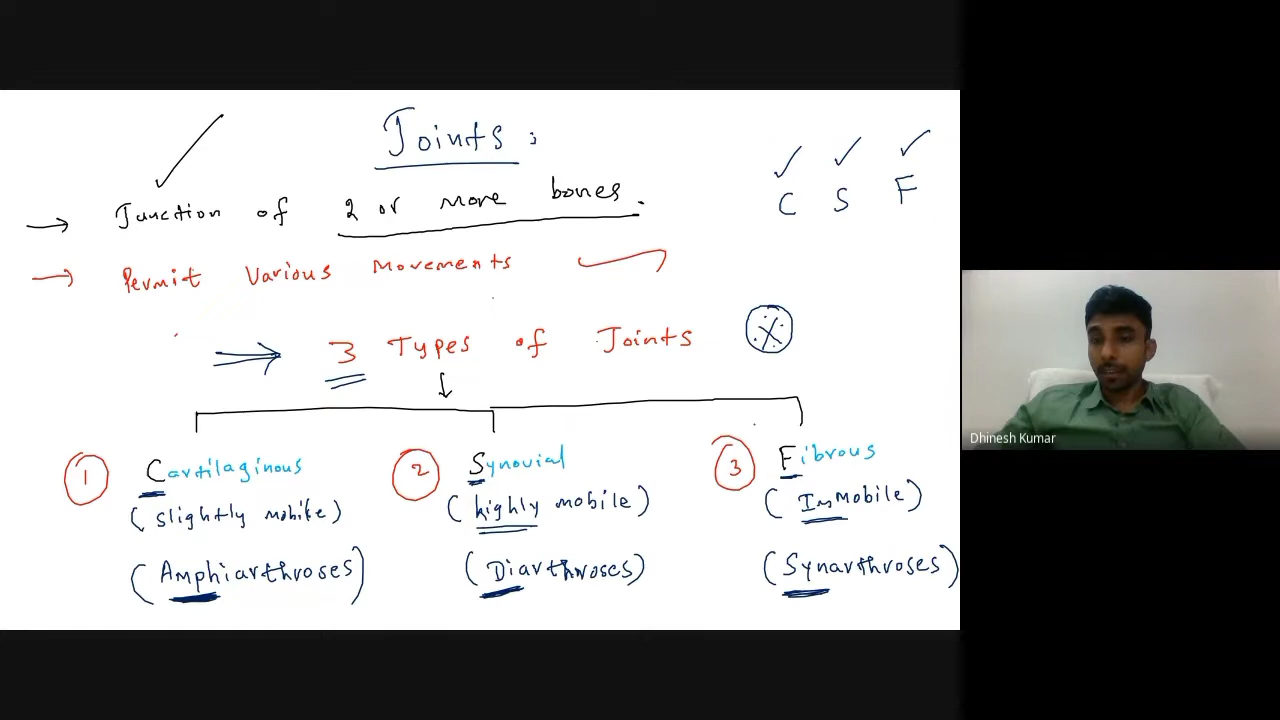 Joints :
C S F
→ Junction of 2 or more bones.
→ Permit Various Movements
⇒ 3 Types of Joints
① Cartilaginous ② Synovial ③ Fibrous
(slightly mobile) (highly mobile) (Immobile)
(Amphiarthroses) (Diarthroses) (Synarthroses)
Dhinesh Kumar